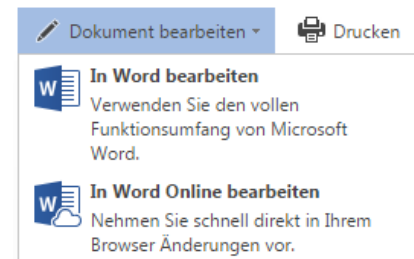 Dokument bearbeiten Drucken
In Word bearbeiten
Verwenden Sie den vollen
Funktionsumfang von Microsoft
Word.
In Word Online bearbeiten
Nehmen Sie schnell direkt in Ihrem
Browser Änderungen vor.